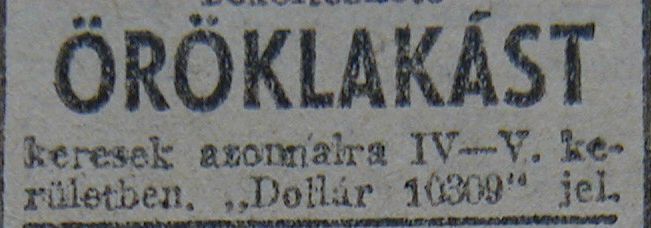 ÖRÖKLAKÁST
keresek azonnalra IV—V. ke-
rületben. „Dollár 10309" jel.